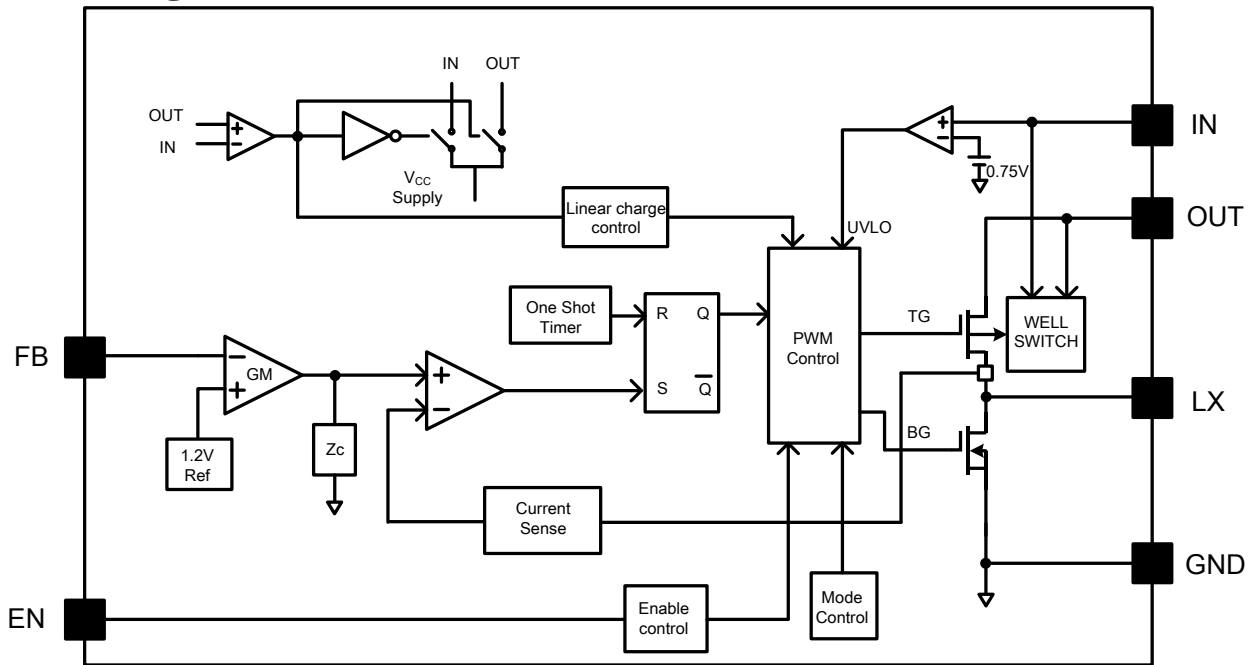 IN OUT
OUT
IN
+
−
V_CC
Supply
Linear charge
control
UVLO
+
−
0.75V
IN
OUT
One Shot
Timer
R Q
S Q̅
PWM
Control
TG
WELL
SWITCH
FB
−
+
GM
1.2V
Ref
Zc
+
−
BG
LX
Current
Sense
Mode
Control
GND
EN
Enable
control